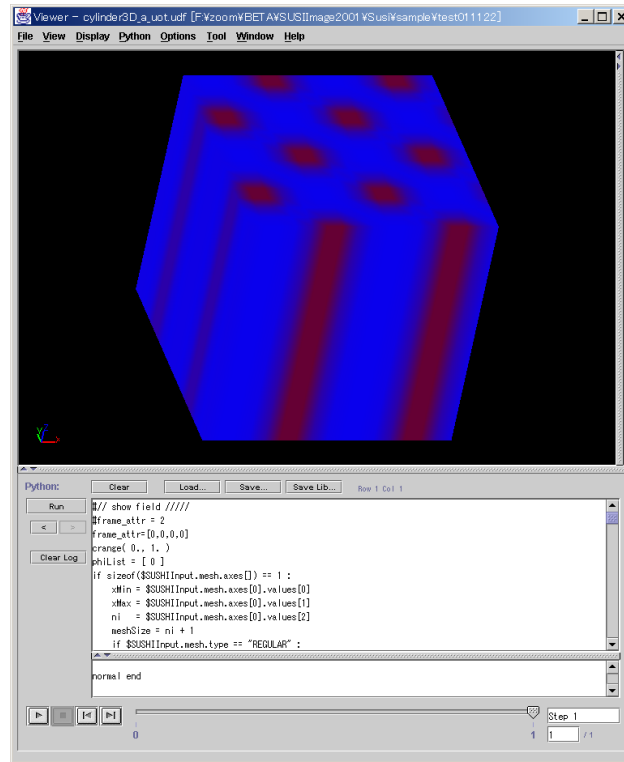 Viewer - cylinder3D_a_uot.udf [F:¥zoom¥BETA¥SUSIImage2001¥Susi¥sample¥test011122]
File View Display Python Options Tool Window Help
Python: Clear Load... Save... Save Lib... Row 1 Col 1
Run
< >
Clear Log
#// show field /////
#frame_attr = 2
frame_attr=[0,0,0,0]
crange( 0., 1. )
phiList = [ 0 ]
if sizeof($SUSHIInput.mesh.axes[]) == 1 :
xMin = $SUSHIInput.mesh.axes[0].values[0]
xMax = $SUSHIInput.mesh.axes[0].values[1]
ni = $SUSHIInput.mesh.axes[0].values[2]
meshSize = ni + 1
if $SUSHIInput.mesh.type == "REGULAR" :
normal end
Step 1
0 1 1 / 1